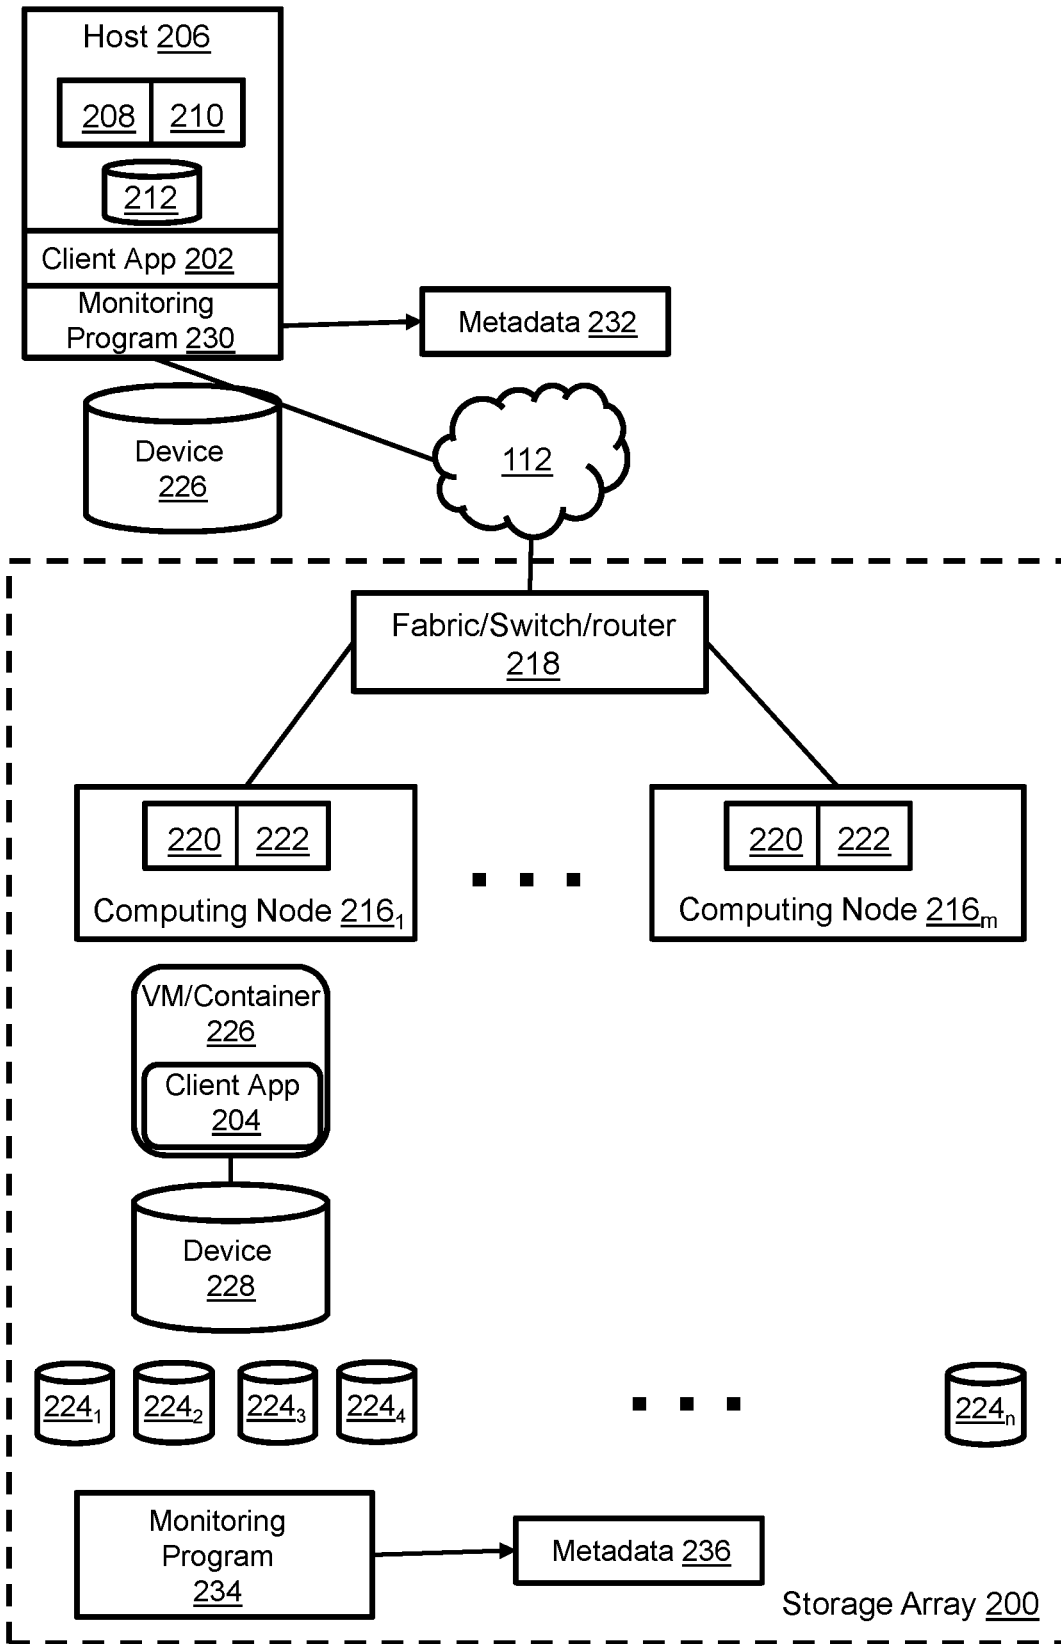 Host 206
208 210
212
Client App 202
Monitoring
Program 230
Metadata 232
Device
226
112
Fabric/Switch/router
218
220 222
Computing Node 216₁
220 222
Computing Node 216ₘ
VM/Container
226
Client App
204
Device
228
224₁ 224₂ 224₃ 224₄ 224ₙ
Monitoring
Program
234
Metadata 236
Storage Array 200